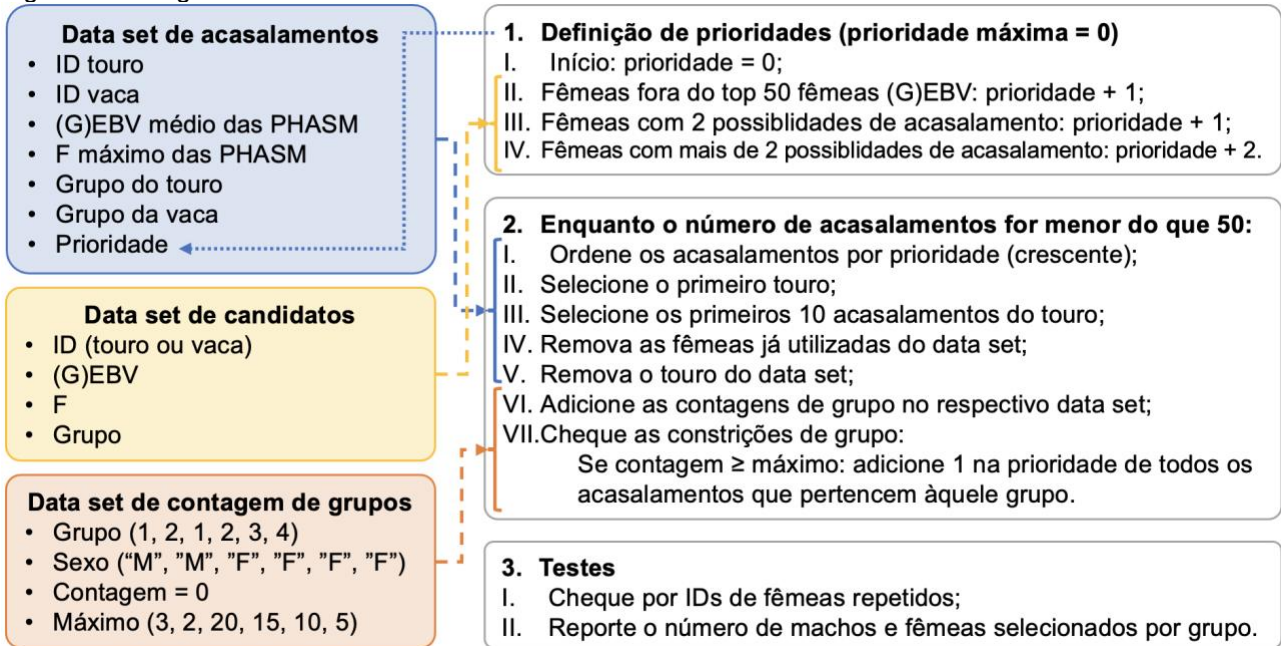 Data set de acasalamentos
• ID touro
• ID vaca
• (G)EBV médio das PHASM
• F máximo das PHASM
• Grupo do touro
• Grupo da vaca
• Prioridade
Data set de candidatos
• ID (touro ou vaca)
• (G)EBV
• F
• Grupo
Data set de contagem de grupos
• Grupo (1, 2, 1, 2, 3, 4)
• Sexo (“M”, ”M”, ”F”, ”F”, ”F”, ”F”)
• Contagem = 0
• Máximo (3, 2, 20, 15, 10, 5)
1. Definição de prioridades (prioridade máxima = 0)
I. Início: prioridade = 0;
II. Fêmeas fora do top 50 fêmeas (G)EBV: prioridade + 1;
III. Fêmeas com 2 possiblidades de acasalamento: prioridade + 1;
IV. Fêmeas com mais de 2 possiblidades de acasalamento: prioridade + 2.
2. Enquanto o número de acasalamentos for menor do que 50:
I. Ordene os acasalamentos por prioridade (crescente);
II. Selecione o primeiro touro;
III. Selecione os primeiros 10 acasalamentos do touro;
IV. Remova as fêmeas já utilizadas do data set;
V. Remova o touro do data set;
VI. Adicione as contagens de grupo no respectivo data set;
VII.Cheque as constrições de grupo:
Se contagem ≥ máximo: adicione 1 na prioridade de todos os
acasalamentos que pertencem àquele grupo.
3. Testes
I. Cheque por IDs de fêmeas repetidos;
II. Reporte o número de machos e fêmeas selecionados por grupo.